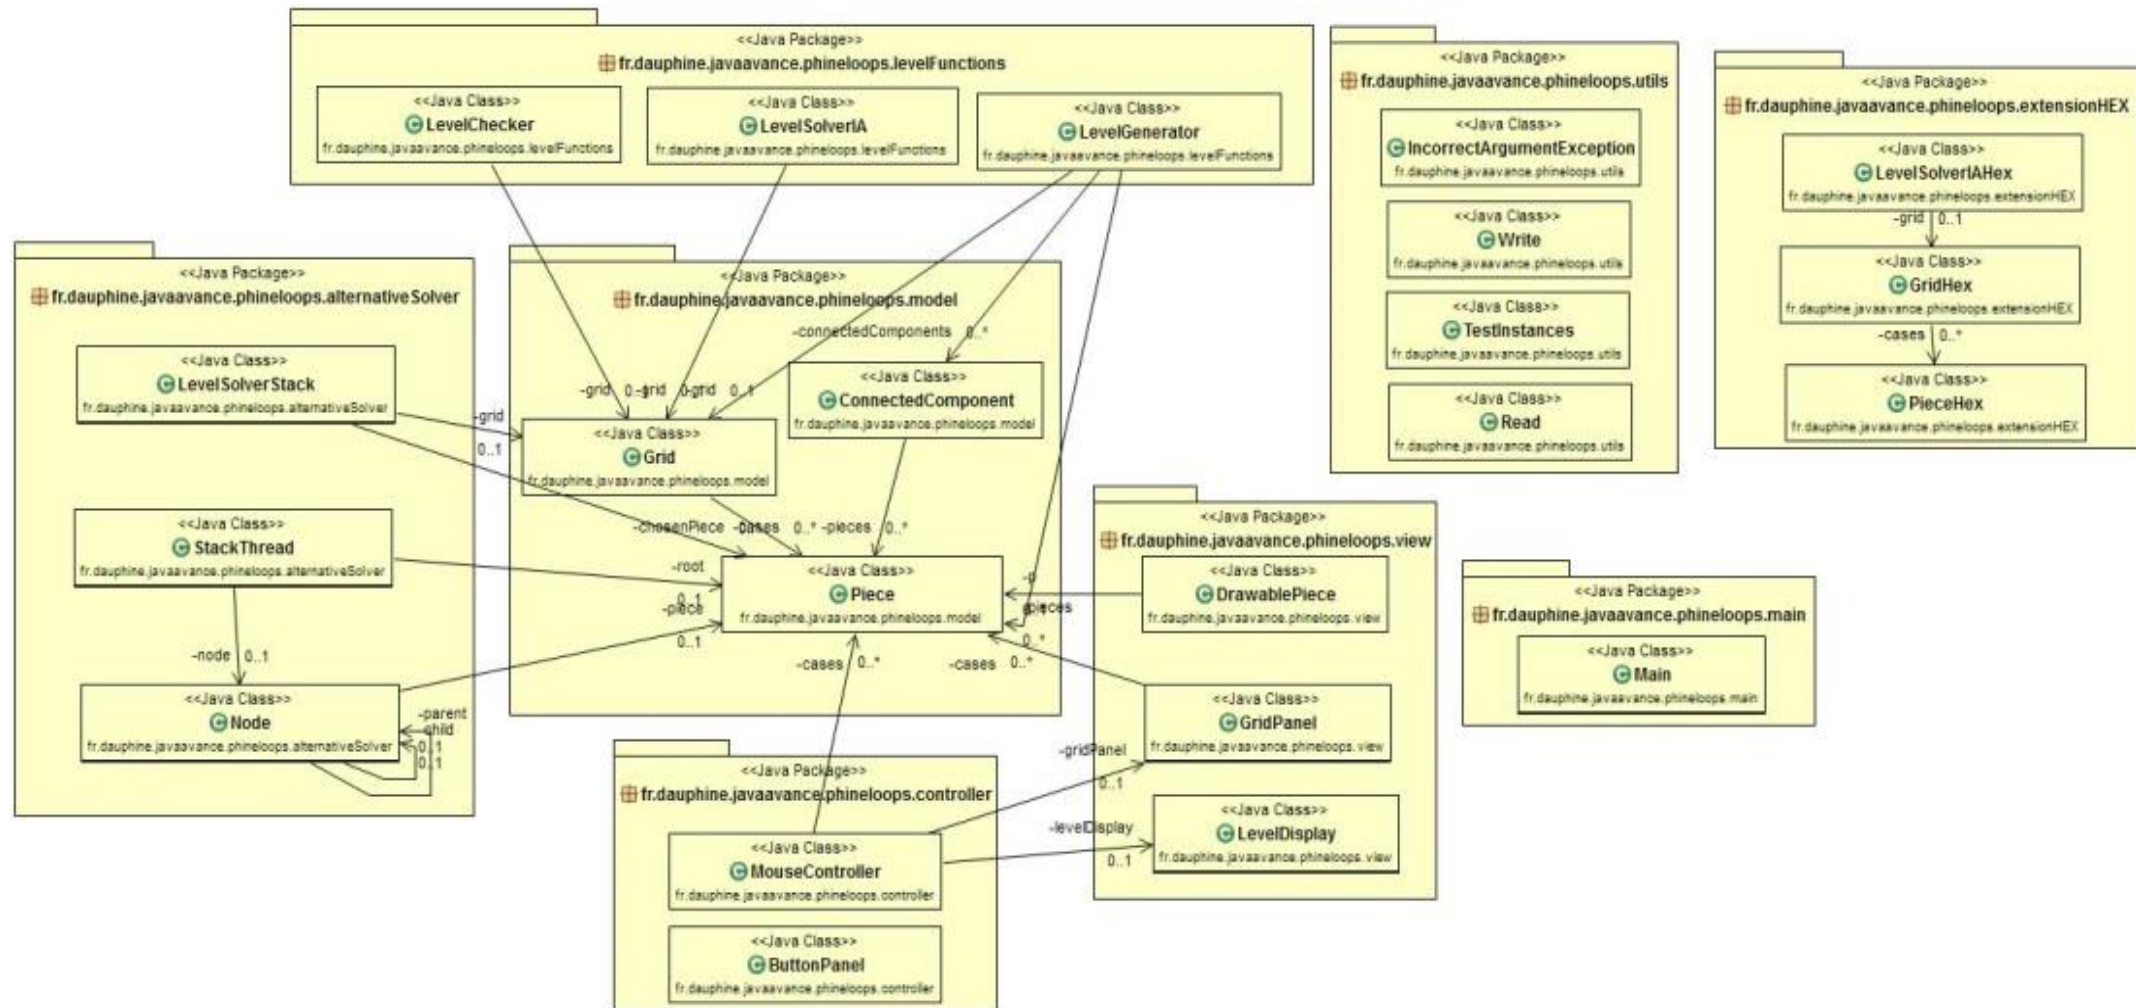 <<Java Package>>
fr.dauphine.javaavance.phineloops.levelFunctions
<<Java Class>>
LevelChecker
fr.dauphine.javaavance.phineloops.levelFunctions
<<Java Class>>
LevelSolverIA
fr.dauphine.javaavance.phineloops.levelFunctions
<<Java Class>>
LevelGenerator
fr.dauphine.javaavance.phineloops.levelFunctions
<<Java Package>>
fr.dauphine.javaavance.phineloops.utils
<<Java Class>>
IncorrectArgumentException
fr.dauphine.javaavance.phineloops.utils
<<Java Class>>
Write
fr.dauphine.javaavance.phineloops.utils
<<Java Class>>
TestInstances
fr.dauphine.javaavance.phineloops.utils
<<Java Class>>
Read
fr.dauphine.javaavance.phineloops.utils
<<Java Package>>
fr.dauphine.javaavance.phineloops.extensionHEX
<<Java Class>>
LevelSolverIAHex
fr.dauphine.javaavance.phineloops.extensionHEX
-grid 0..1
<<Java Class>>
GridHex
fr.dauphine.javaavance.phineloops.extensionHEX
-cases 0..*
<<Java Class>>
PieceHex
fr.dauphine.javaavance.phineloops.extensionHEX
<<Java Package>>
fr.dauphine.javaavance.phineloops.alternativeSolver
<<Java Class>>
LevelSolverStack
fr.dauphine.javaavance.phineloops.alternativeSolver
-grid
0..1
<<Java Class>>
StackThread
fr.dauphine.javaavance.phineloops.alternativeSolver
-node 0..1
<<Java Class>>
Node
fr.dauphine.javaavance.phineloops.alternativeSolver
-parent
-child
0..1
0..1
<<Java Package>>
fr.dauphine.javaavance.phineloops.model
-connectedComponents 0..*
-grid -grid -grid 0..1
<<Java Class>>
ConnectedComponent
fr.dauphine.javaavance.phineloops.model
<<Java Class>>
Grid
fr.dauphine.javaavance.phineloops.model
-chosenPiece -cases 0..* -pieces 0..*
-root
0..1
-piece
0..1
<<Java Class>>
Piece
fr.dauphine.javaavance.phineloops.model
-cases 0..*
-cases 0..*
<<Java Package>>
fr.dauphine.javaavance.phineloops.view
-p
-pieces
0..*
<<Java Class>>
DrawablePiece
fr.dauphine.javaavance.phineloops.view
<<Java Class>>
GridPanel
fr.dauphine.javaavance.phineloops.view
-gridPanel
0..1
<<Java Class>>
LevelDisplay
fr.dauphine.javaavance.phineloops.view
-levelDisplay
0..1
<<Java Package>>
fr.dauphine.javaavance.phineloops.main
<<Java Class>>
Main
fr.dauphine.javaavance.phineloops.main
<<Java Package>>
fr.dauphine.javaavance.phineloops.controller
<<Java Class>>
MouseController
fr.dauphine.javaavance.phineloops.controller
<<Java Class>>
ButtonPanel
fr.dauphine.javaavance.phineloops.controller